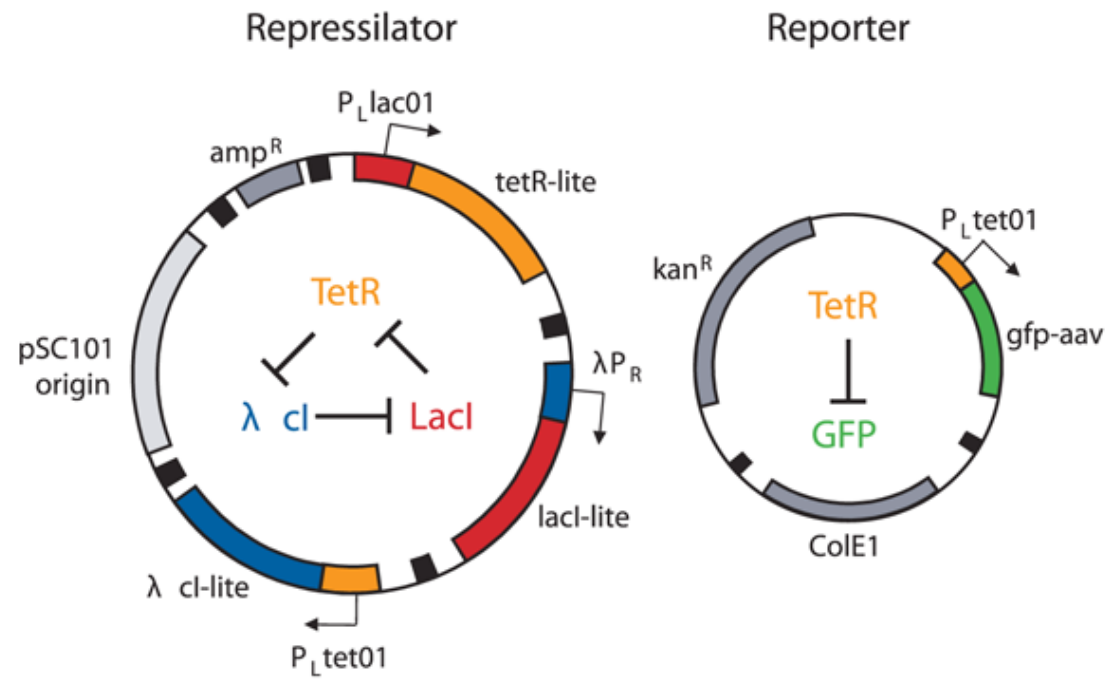 Repressilator
Reporter
PLlac01
ampR
tetR-lite
TetR
λPR
pSC101
origin
λ cI
LacI
lacI-lite
λ cI-lite
PLtet01
PLtet01
kanR
TetR
gfp-aav
GFP
ColE1